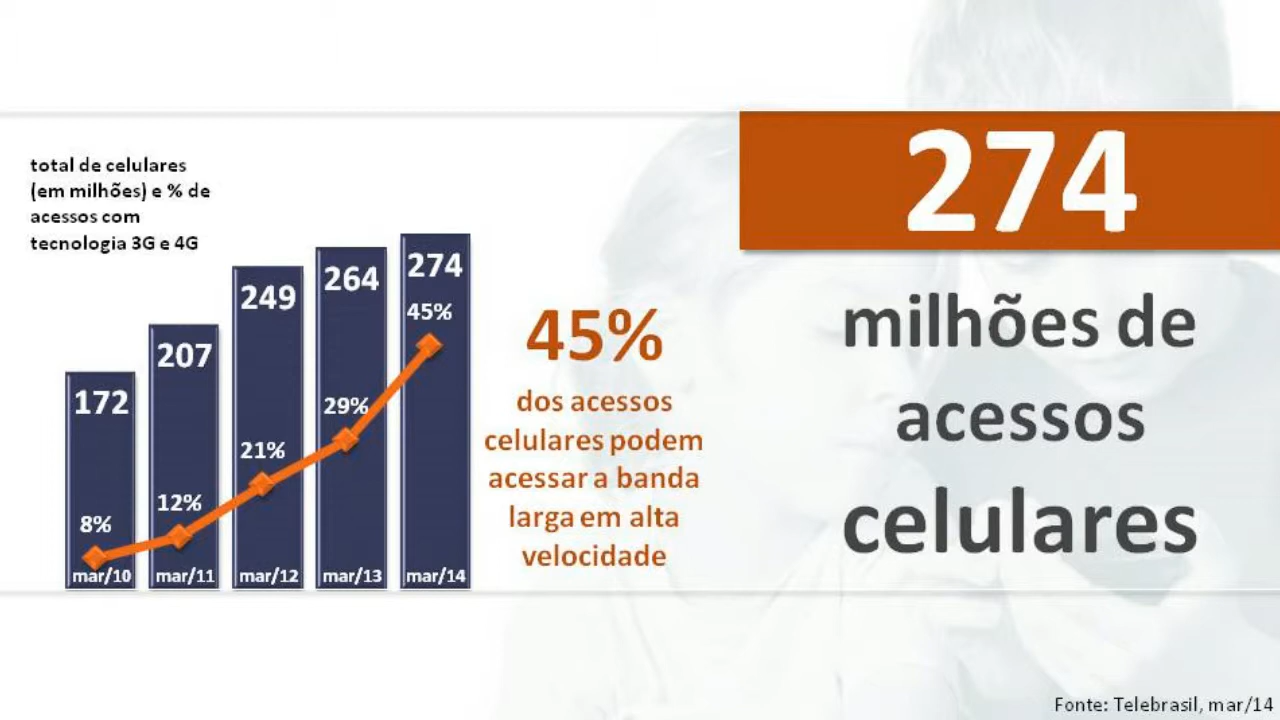 total de celulares
(em milhões) e % de
acessos com
tecnologia 3G e 4G
172
207
249
264
274
8%
12%
21%
29%
45%
mar/10
mar/11
mar/12
mar/13
mar/14
45%
dos acessos
celulares podem
acessar a banda
larga em alta
velocidade
274
milhões de
acessos
celulares
Fonte: Telebrasil, mar/14